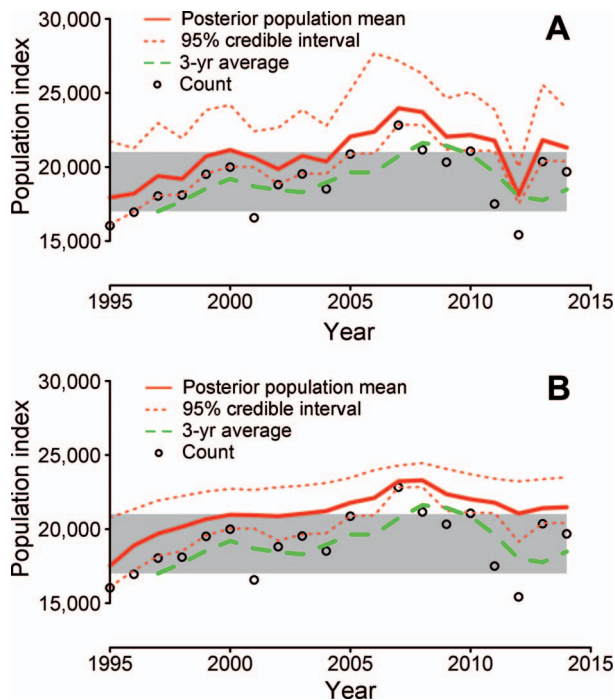 A
Posterior population mean
95% credible interval
3-yr average
Count
Population index
30,000
25,000
20,000
15,000
1995 2000 2005 2010 2015
Year
B
Posterior population mean
95% credible interval
3-yr average
Count
Population index
30,000
25,000
20,000
15,000
1995 2000 2005 2010 2015
Year